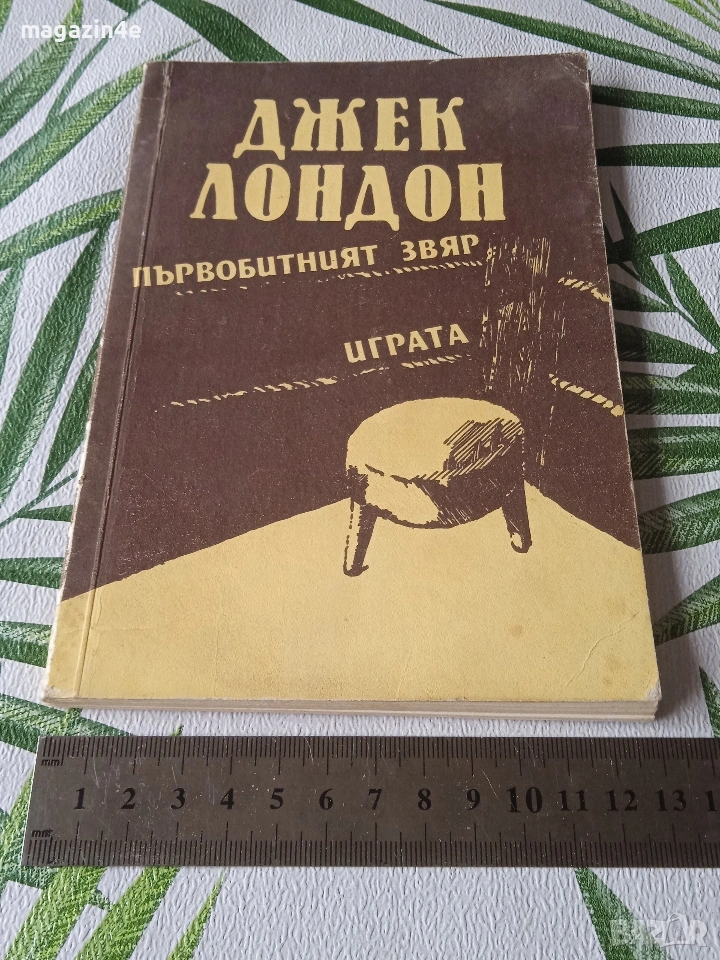 magazin4e
ДЖЕК
ЛОНДОН
ПЪРВОБИТНИЯТ ЗВЯР
ИГРАТА
mm
1 2 3 4 5 6 7 8 9 10 11 12 13
mm